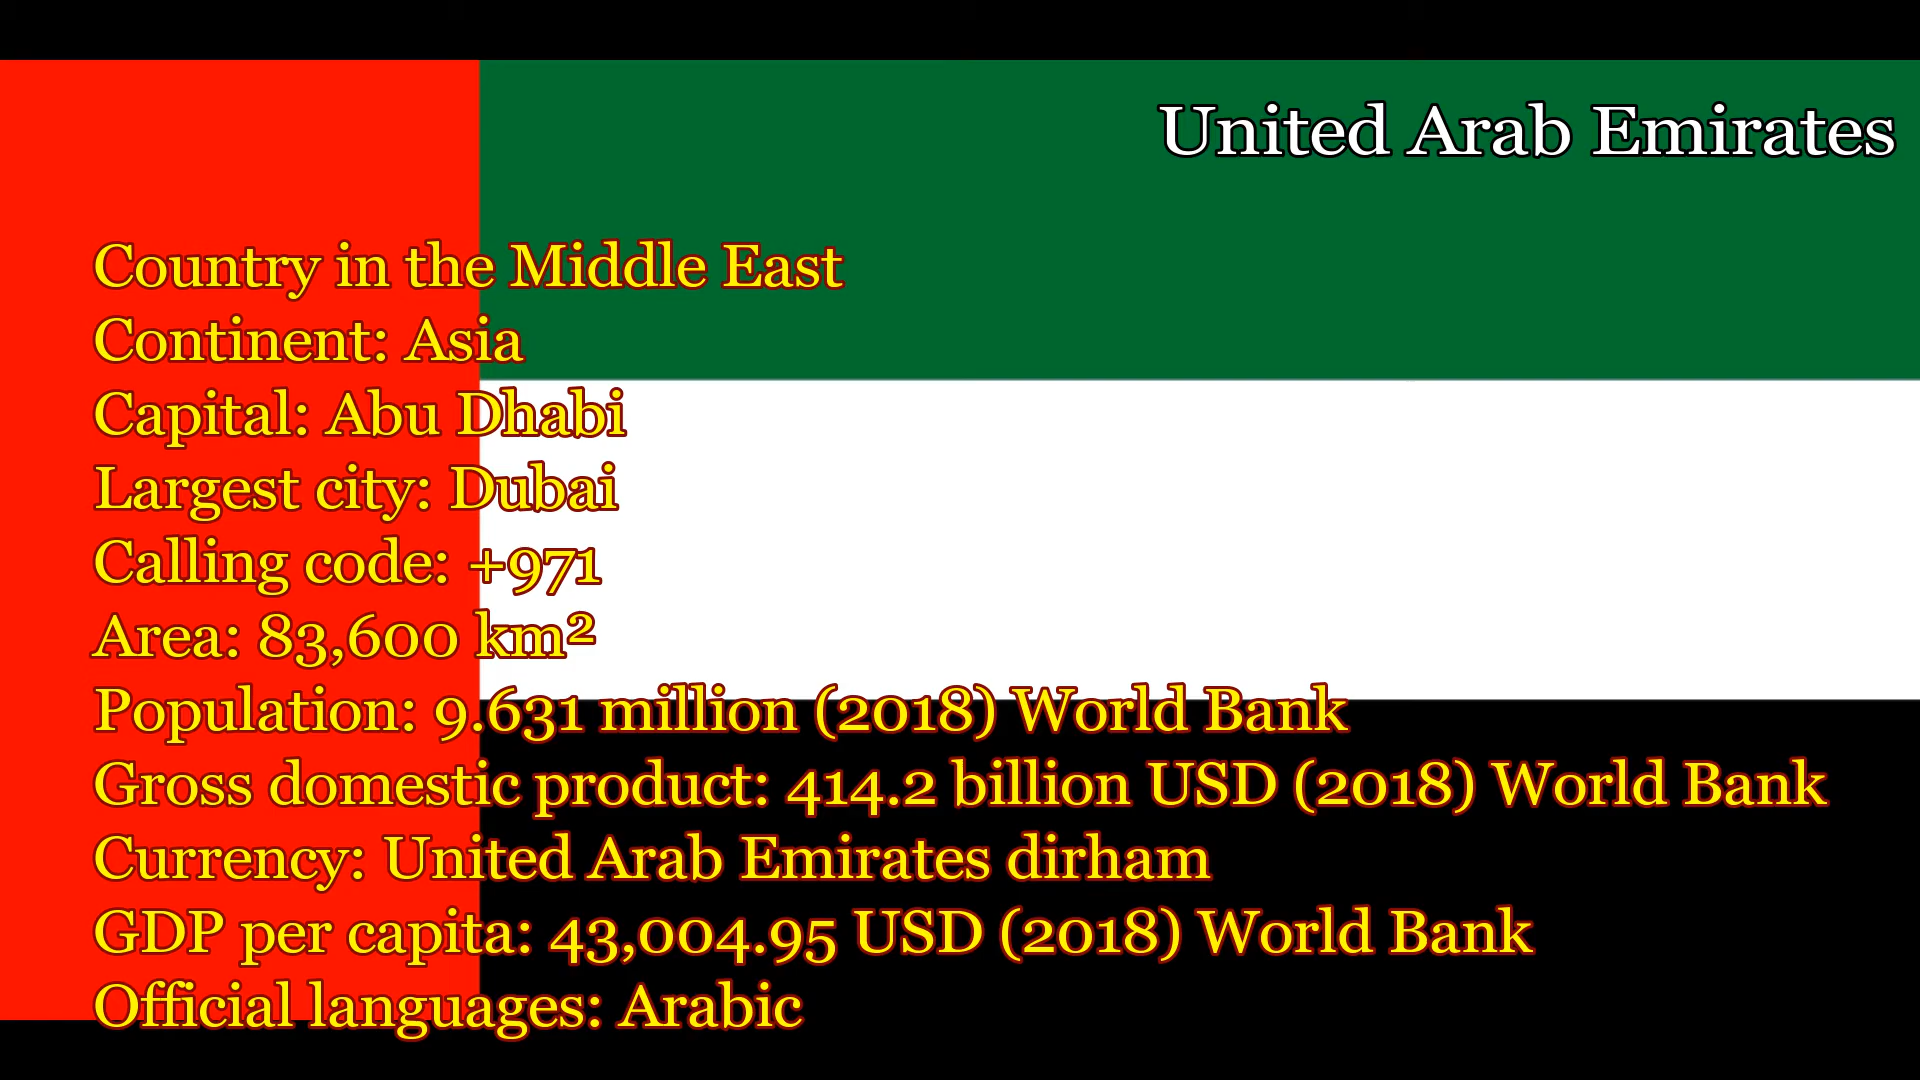 United Arab Emirates
Country in the Middle East
Continent: Asia
Capital: Abu Dhabi
Largest city: Dubai
Calling code: +971
Area: 83,600 km²
Population: 9.631 million (2018) World Bank
Gross domestic product: 414.2 billion USD (2018) World Bank
Currency: United Arab Emirates dirham
GDP per capita: 43,004.95 USD (2018) World Bank
Official languages: Arabic